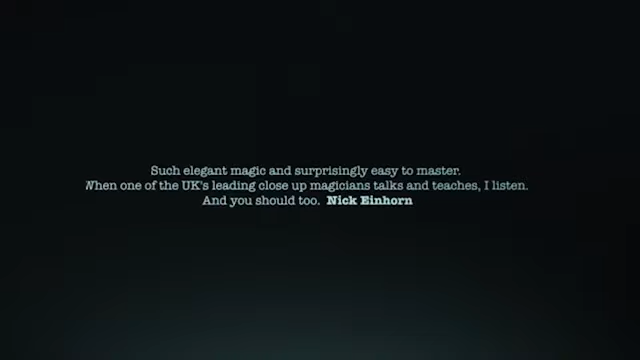 Such elegant magic and surprisingly easy to master.
When one of the UK's leading close up magicians talks and teaches, I listen.
And you should too. Nick Einhorn